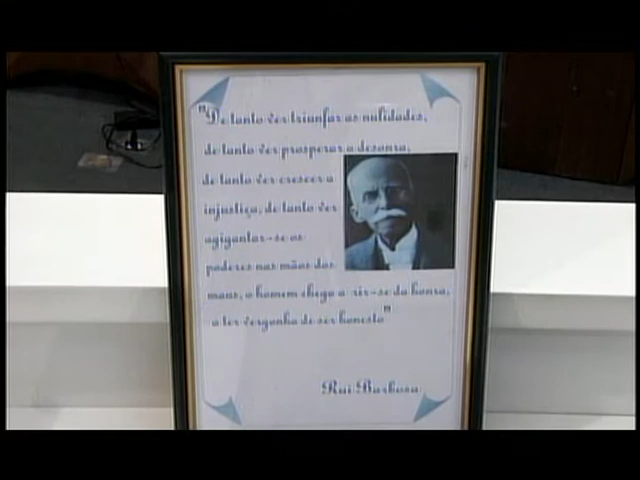 "De tanto ver triunfar as nulidades,
de tanto ver prosperar a desonra,
de tanto ver crescer a
injustiça, de tanto ver
agigantar-se os
poderes nas mãos dos
maus, o homem chega a rir-se da honra,
a ter vergonha de ser honesto"
Rui Barbosa